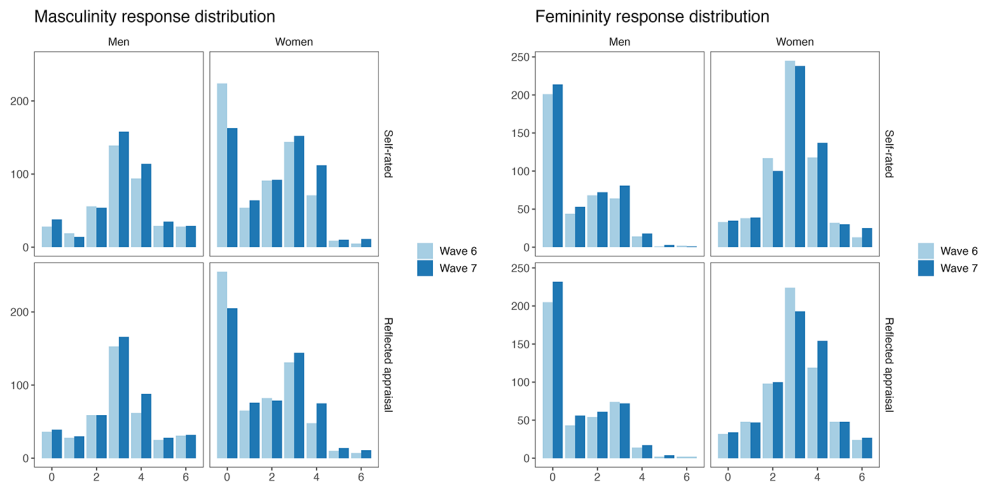 Masculinity response distribution
Men
Women
200
100
0
Self-rated
200
100
0
Reflected appraisal
0 2 4 6
0 2 4 6
Wave 6
Wave 7
Femininity response distribution
Men
Women
250
200
150
100
50
0
Self-rated
250
200
150
100
50
0
Reflected appraisal
0 2 4 6
0 2 4 6
Wave 6
Wave 7